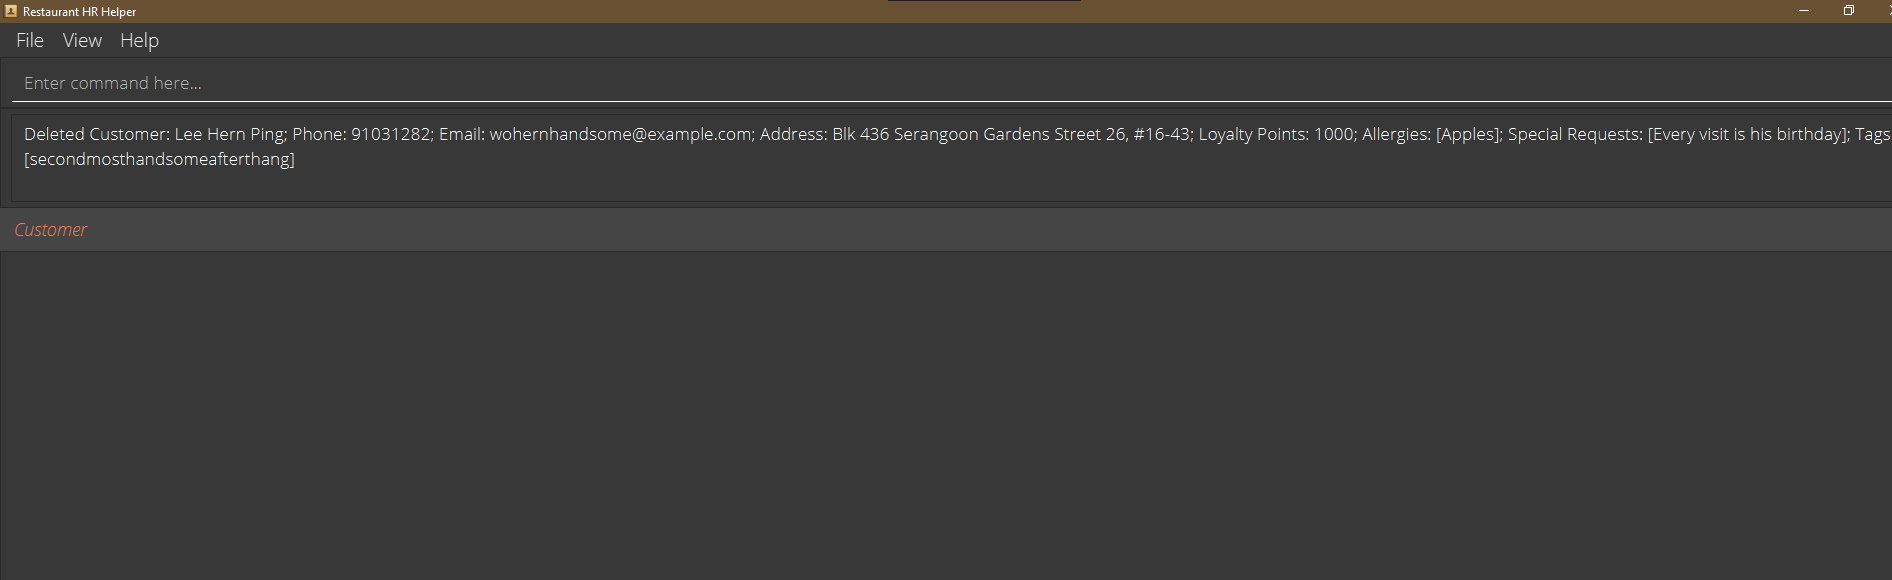 Restaurant HR Helper
File View Help
Enter command here...
Deleted Customer: Lee Hern Ping; Phone: 91031282; Email: wohernhandsome@example.com; Address: Blk 436 Serangoon Gardens Street 26, #16-43; Loyalty Points: 1000; Allergies: [Apples]; Special Requests: [Every visit is his birthday]; Tags
[secondmosthandsomeafterthang]
Customer